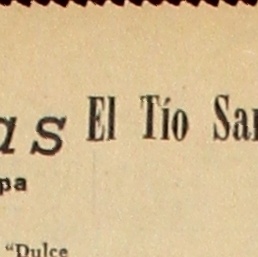 as El Tío Sa
pa
"Dulce